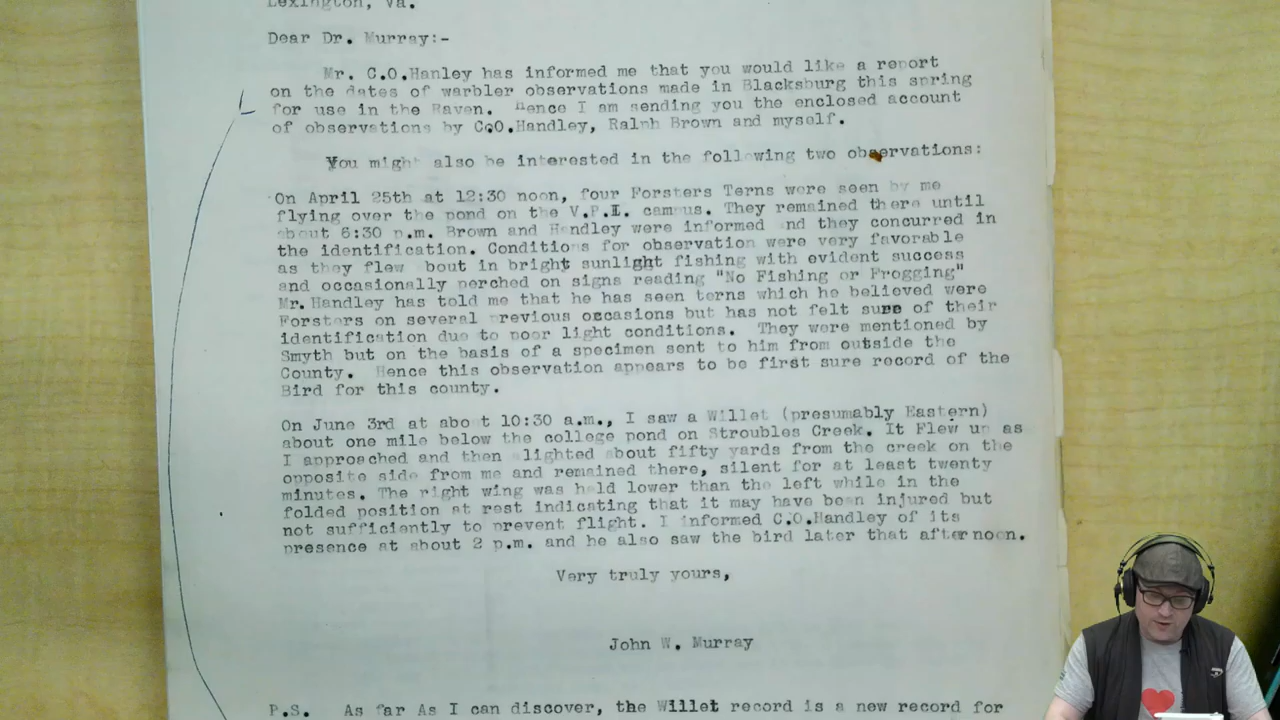 Lexington, Va.
Dear Dr. Murray:-
Mr. C.O.Hanley has informed me that you would like a report
on the dates of warbler observations made in Blacksburg this spring
for use in the Raven. Hence I am sending you the enclosed account
of observations by C.O.Handley, Ralph Brown and myself.
You might also be interested in the following two observations:
On April 25th at 12:30 noon, four Forsters Terns were seen by me
flying over the pond on the V.P.I. campus. They remained there until
about 6:30 p.m. Brown and Handley were informed and they concurred in
the identification. Conditions for observation were very favorable
as they flew about in bright sunlight fishing with evident success
and occasionally perched on signs reading "No Fishing or Frogging"
Mr. Handley has told me that he has seen terns which he believed were
Forsters on several previous occasions but has not felt sure of their
identification due to poor light conditions. They were mentioned by
Smyth but on the basis of a specimen sent to him from outside the
County. Hence this observation appears to be first sure record of the
Bird for this county.
On June 3rd at about 10:30 a.m., I saw a Willet (presumably Eastern)
about one mile below the college pond on Stroubles Creek. It Flew up as
I approached and then alighted about fifty yards from the creek on the
opposite side from me and remained there, silent for at least twenty
minutes. The right wing was held lower than the left while in the
folded position at rest indicating that it may have been injured but
not sufficiently to prevent flight. I informed C.O.Handley of its
presence at about 2 p.m. and he also saw the bird later that afternoon.
Very truly yours,
John W. Murray
P.S. As far As I can discover, the Willet record is a new record for